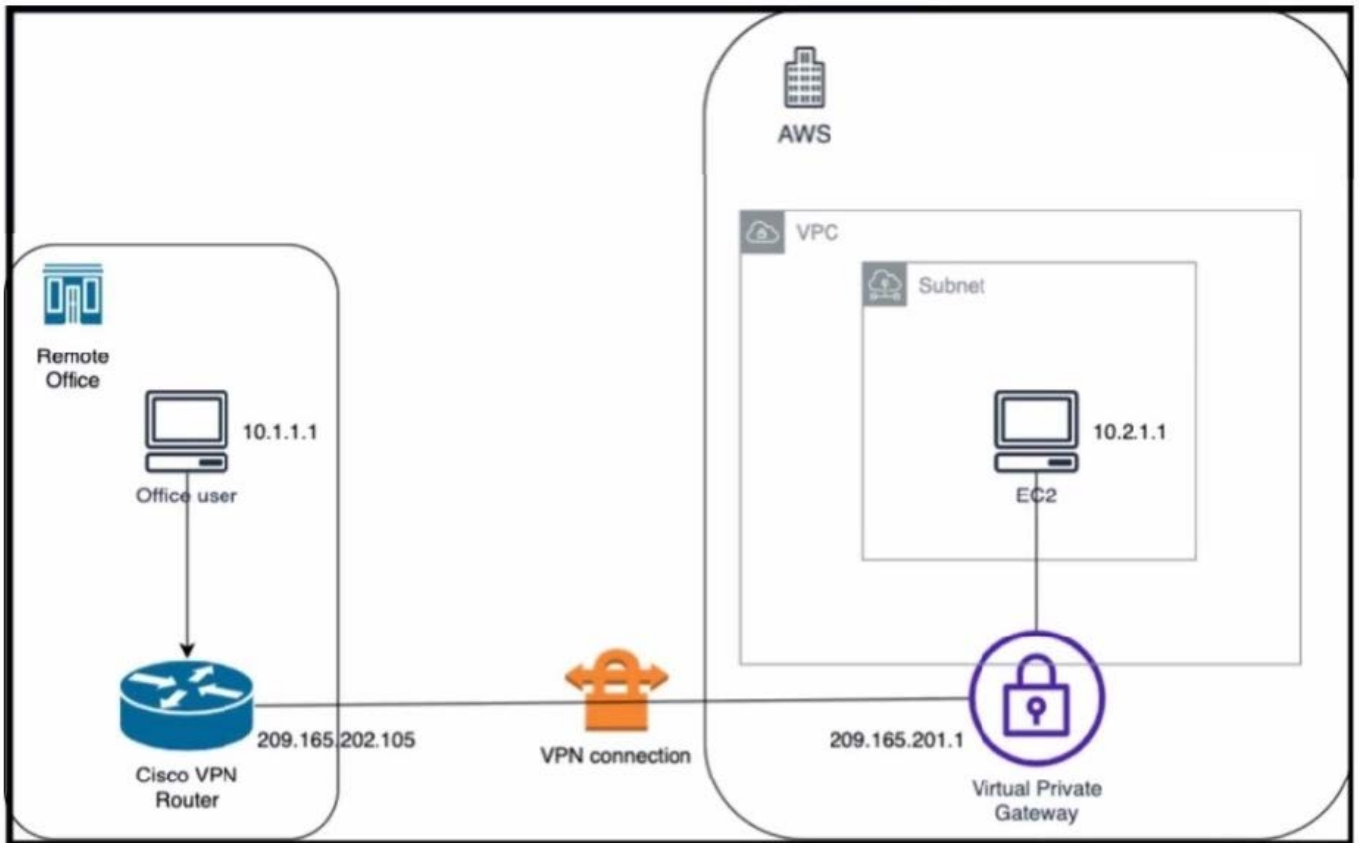 AWS
VPC
Subnet
Remote
Office
10.1.1.1
Office user
10.2.1.1
EC2
209.165.202.105
Cisco VPN
Router
VPN connection
209.165.201.1
Virtual Private
Gateway